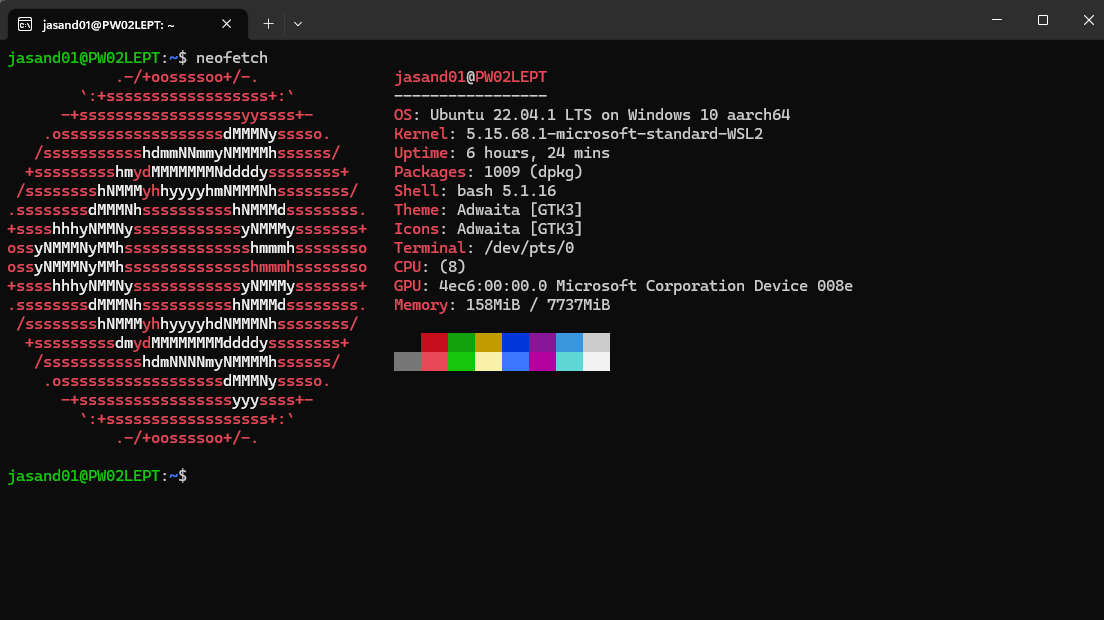 jasand01@PW02LEPT: ~
jasand01@PW02LEPT:~$ neofetch
            .-/+oossssoo+/-.               jasand01@PW02LEPT
        `:+ssssssssssssssssss+:`           -----------------
      -+ssssssssssssssssssyyssss+-         OS: Ubuntu 22.04.1 LTS on Windows 10 aarch64
    .ossssssssssssssssssdMMMNysssso.       Kernel: 5.15.68.1-microsoft-standard-WSL2
   /ssssssssssshdmmNNmmyNMMMMhssssss/      Uptime: 6 hours, 24 mins
  +ssssssssshmydMMMMMMMNddddyssssssss+     Packages: 1009 (dpkg)
 /sssssssshNMMMyhhyyyyhmNMMMNhssssssss/    Shell: bash 5.1.16
.ssssssssdMMMNhsssssssssshNMMMdssssssss.   Theme: Adwaita [GTK3]
+sssshhhyNMMNyssssssssssssyNMMMysssssss+   Icons: Adwaita [GTK3]
ossyNMMMNyMMhsssssssssssssshmmmhssssssso   Terminal: /dev/pts/0
ossyNMMMNyMMhsssssssssssssshmmmhssssssso   CPU: (8)
+sssshhhyNMMNyssssssssssssyNMMMysssssss+   GPU: 4ec6:00:00.0 Microsoft Corporation Device 008e
.ssssssssdMMMNhsssssssssshNMMMdssssssss.   Memory: 158MiB / 7737MiB
 /sssssssshNMMMyhhyyyyhdNMMMNhssssssss/
  +sssssssssdmydMMMMMMMMddddyssssssss+
   /ssssssssssshdmNNNNmyNMMMMhssssss/
    .ossssssssssssssssssdMMMNysssso.
      -+sssssssssssssssssyyyssss+-
        `:+ssssssssssssssssss+:`
            .-/+oossssoo+/-.
jasand01@PW02LEPT:~$